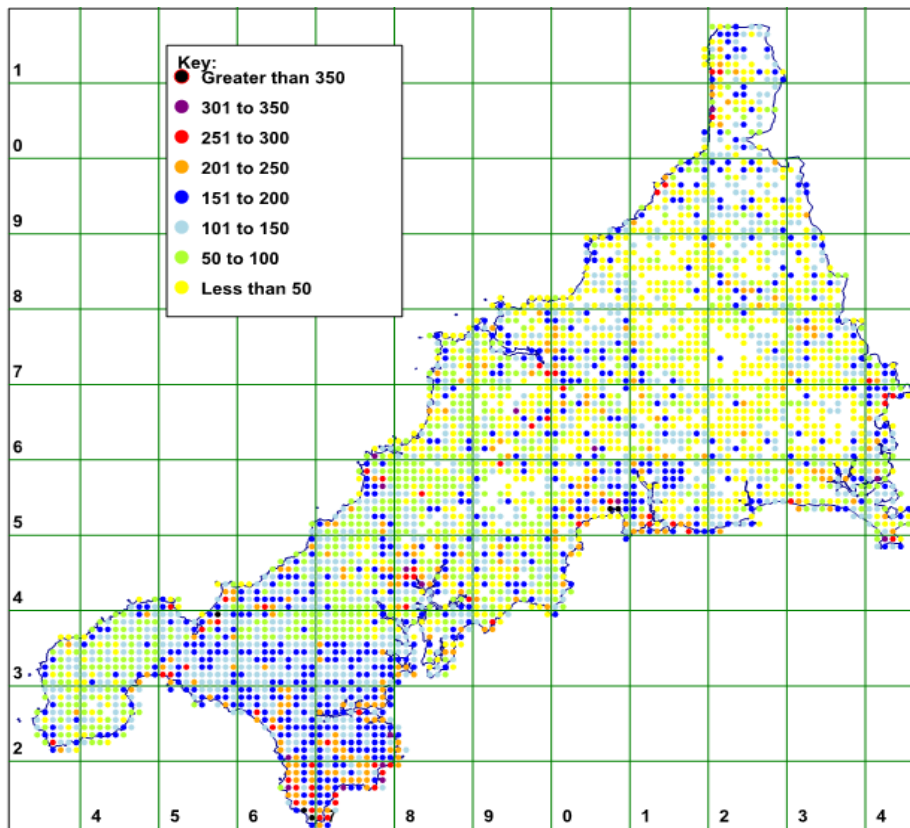 Key:
Greater than 350
301 to 350
251 to 300
201 to 250
151 to 200
101 to 150
50 to 100
Less than 50
1
0
9
8
7
6
5
4
3
2
4 5 6 7 8 9 0 1 2 3 4